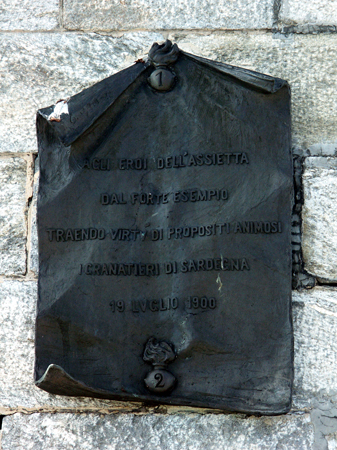 1
AGLI EROI DELL'ASSIETTA
DAL FORTE ESEMPIO
TRAENDO VIRTÙ DI PROPOSITI ANIMOSI
I GRANATIERI DI SARDEGNA
19 LUGLIO 1900
2